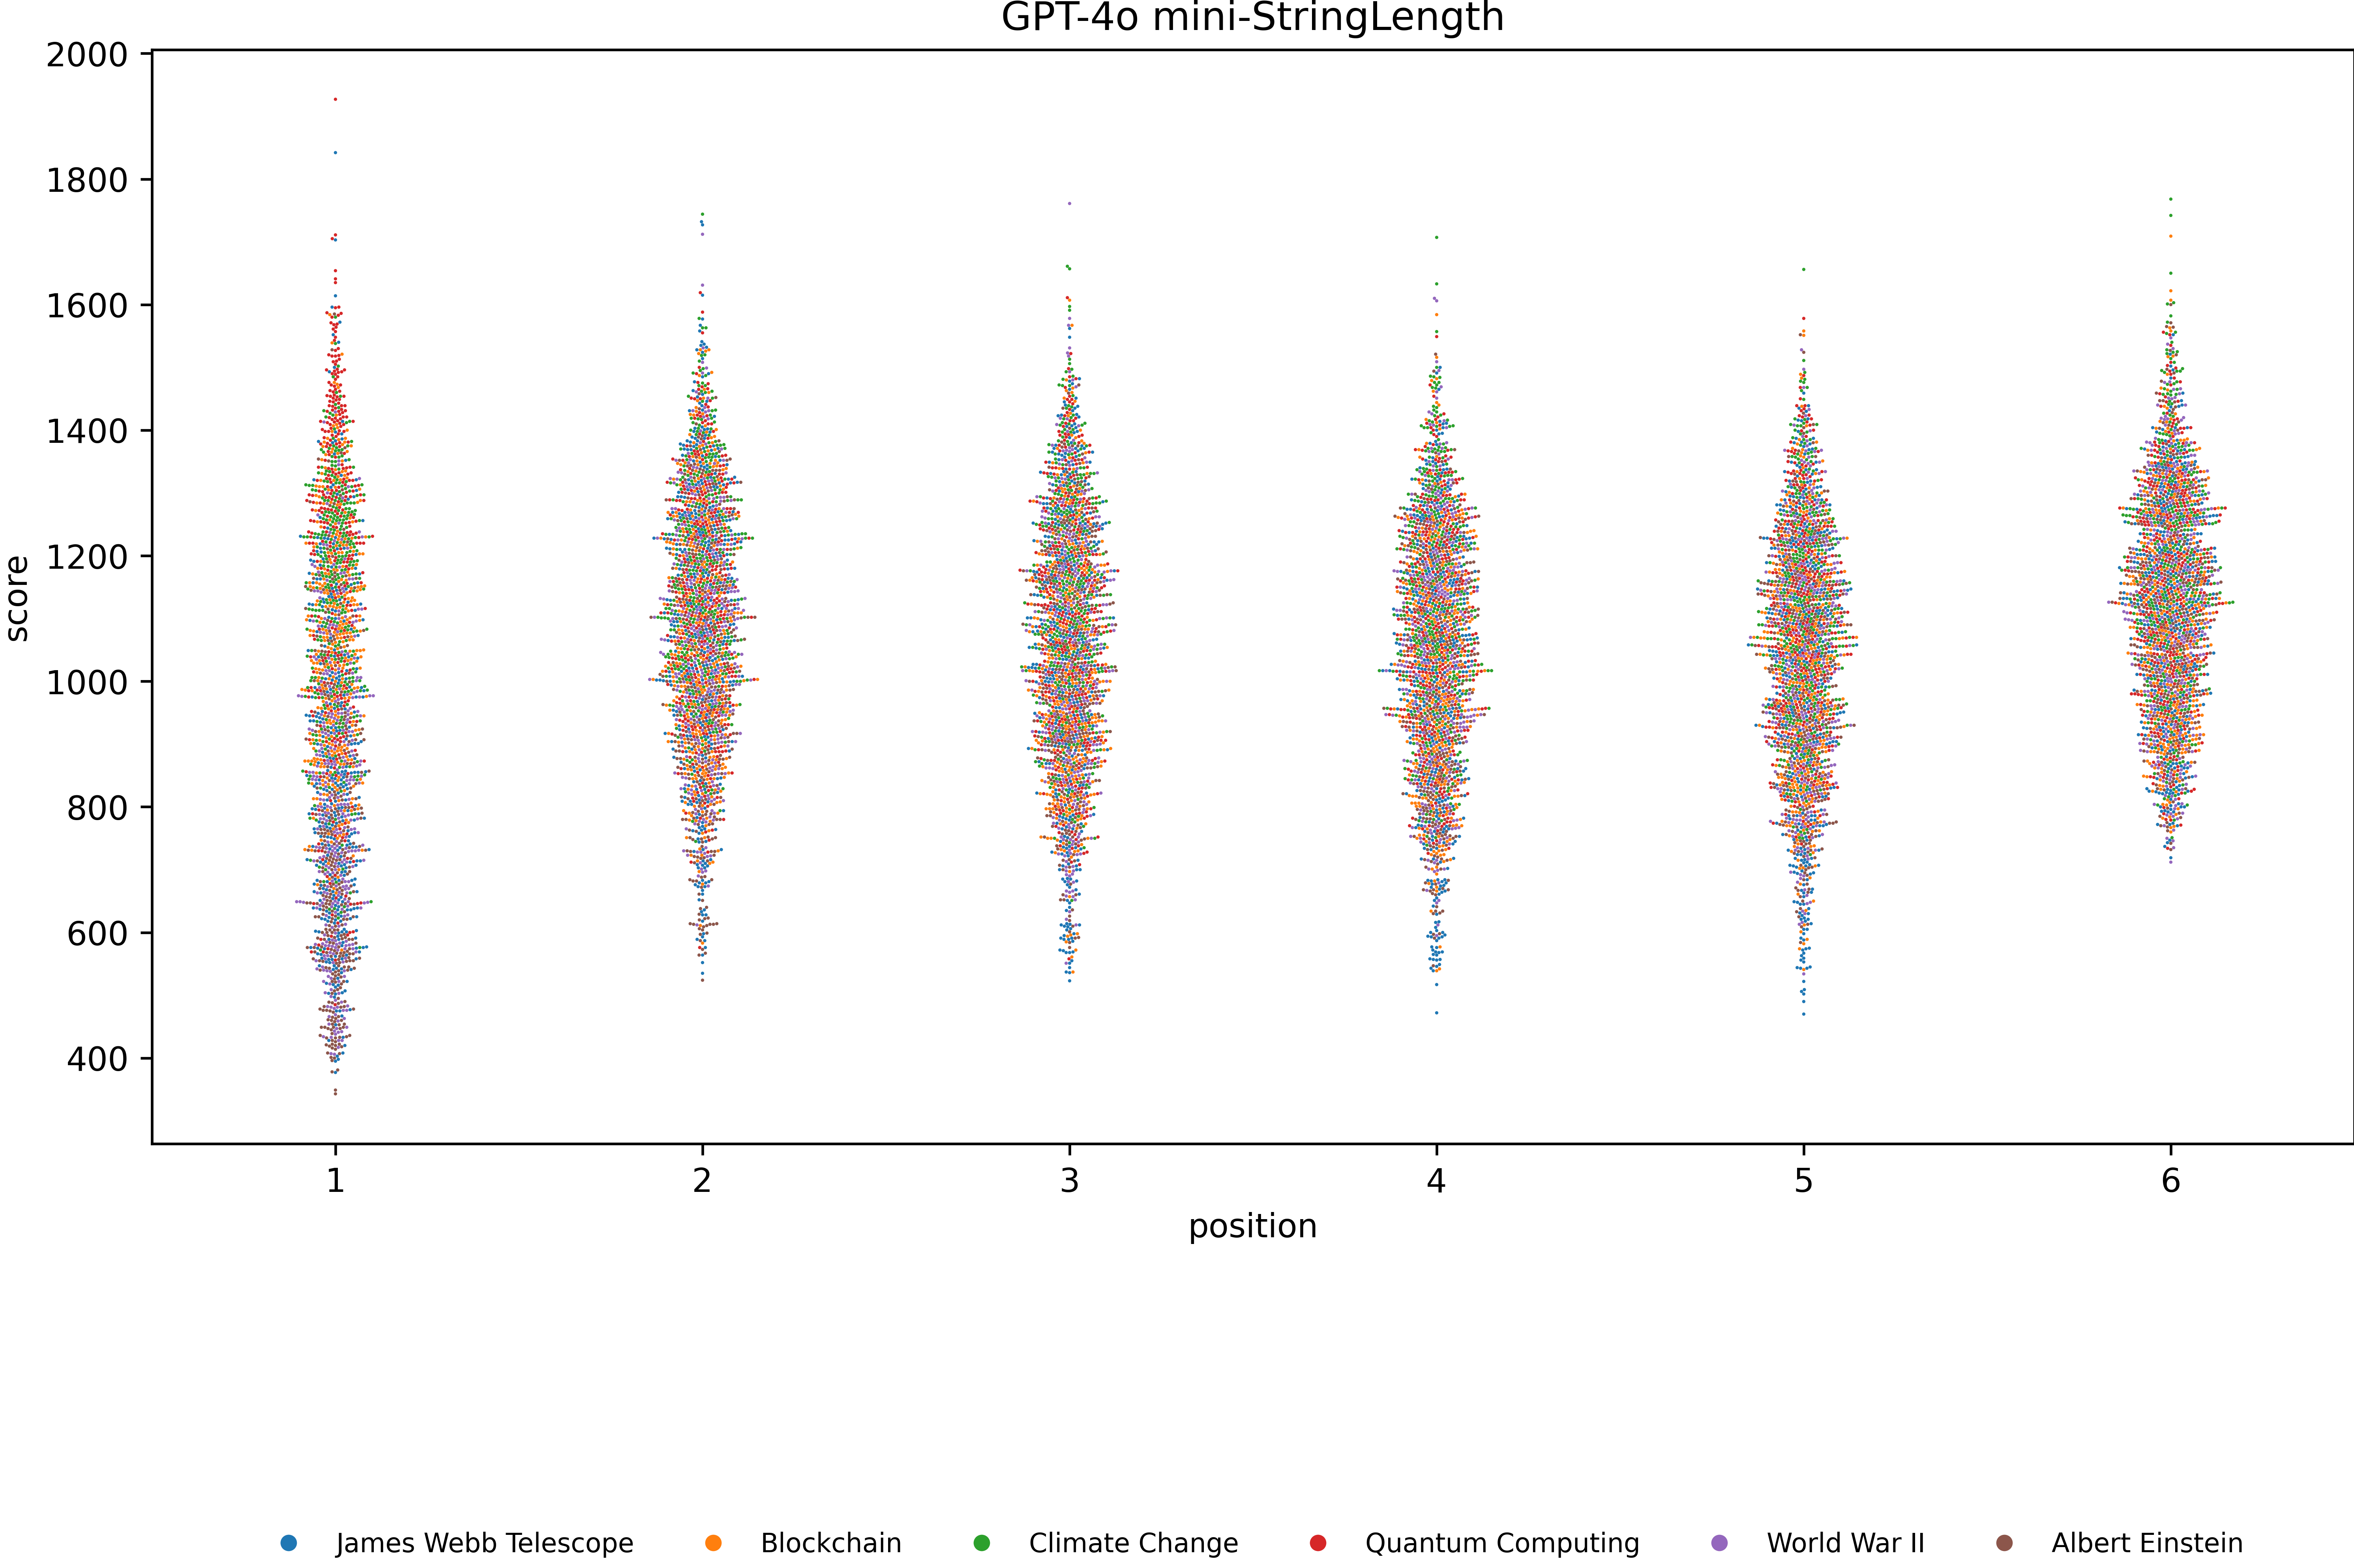 GPT-4o mini-StringLength
2000
1800
1600
1400
1200
1000
800
600
400
score
1 2 3 4 5 6
position
James Webb Telescope Blockchain Climate Change Quantum Computing World War II Albert Einstein